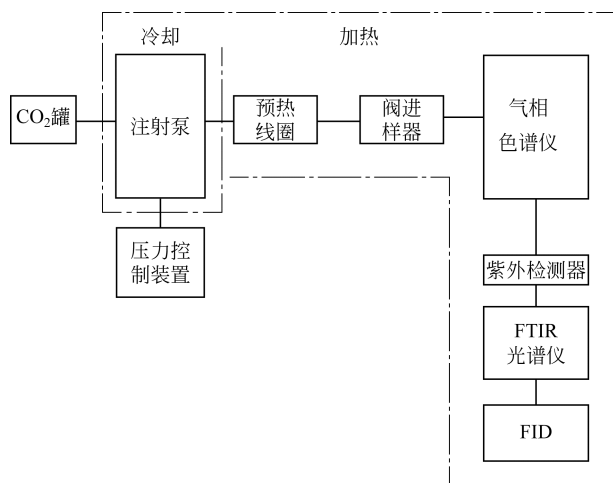 冷却
加热
CO₂罐
注射泵
预热
线圈
阀进
样器
气相
色谱仪
压力控
制装置
紫外检测器
FTIR
光谱仪
FID